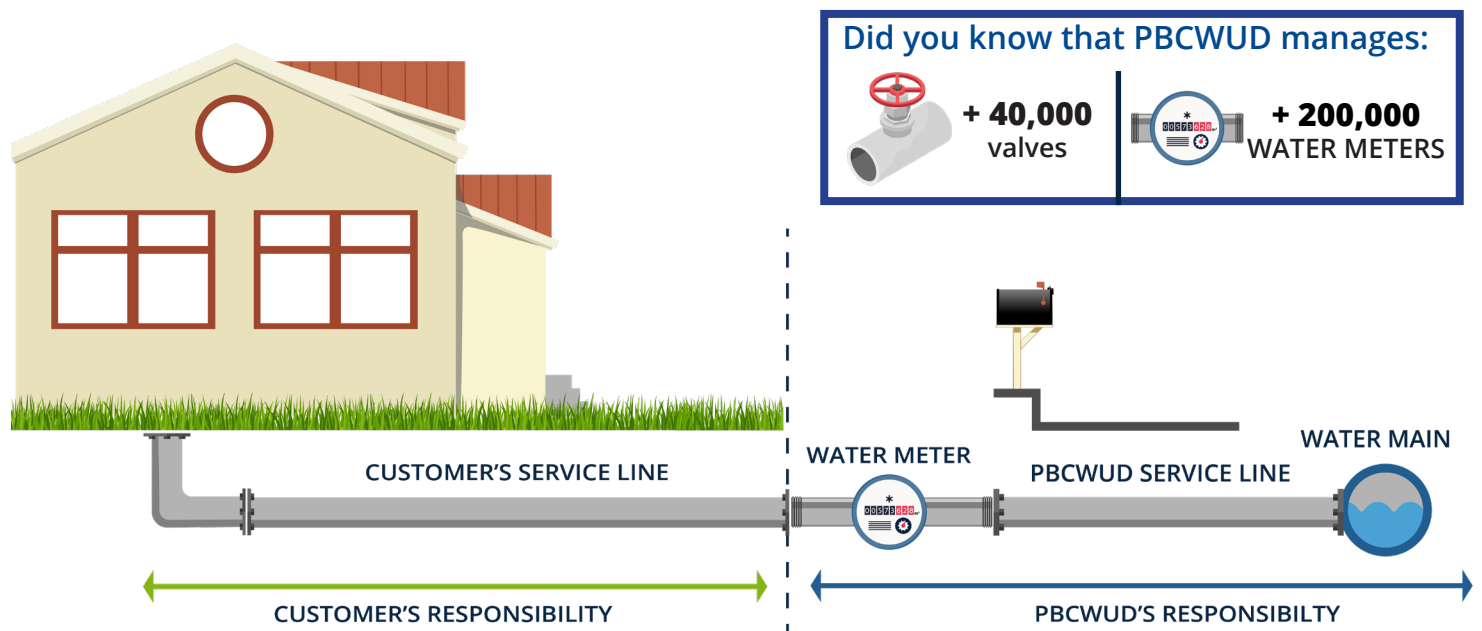 Did you know that PBCWUD manages:
+ 40,000
valves
+ 200,000
WATER METERS
CUSTOMER'S SERVICE LINE
WATER METER
PBCWUD SERVICE LINE
WATER MAIN
CUSTOMER'S RESPONSIBILITY
PBCWUD'S RESPONSIBILTY